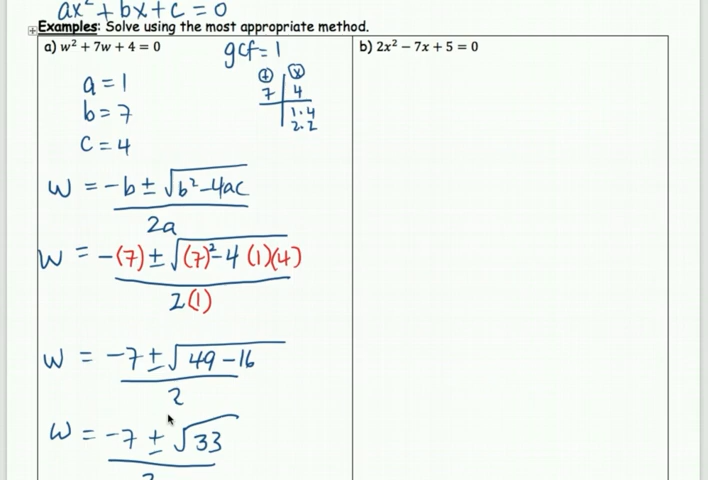 ax² + bx + c = 0
Examples: Solve using the most appropriate method.
a) w² + 7w + 4 = 0
gcf = 1
+ x
7 4
1·4
2·2
a = 1
b = 7
c = 4
w = -b ± √b² - 4ac
2a
w = -(7) ± √(7)² - 4 (1)(4)
2(1)
w = -7 ± √49 - 16
2
w = -7 ± √33
2
b) 2x² − 7x + 5 = 0